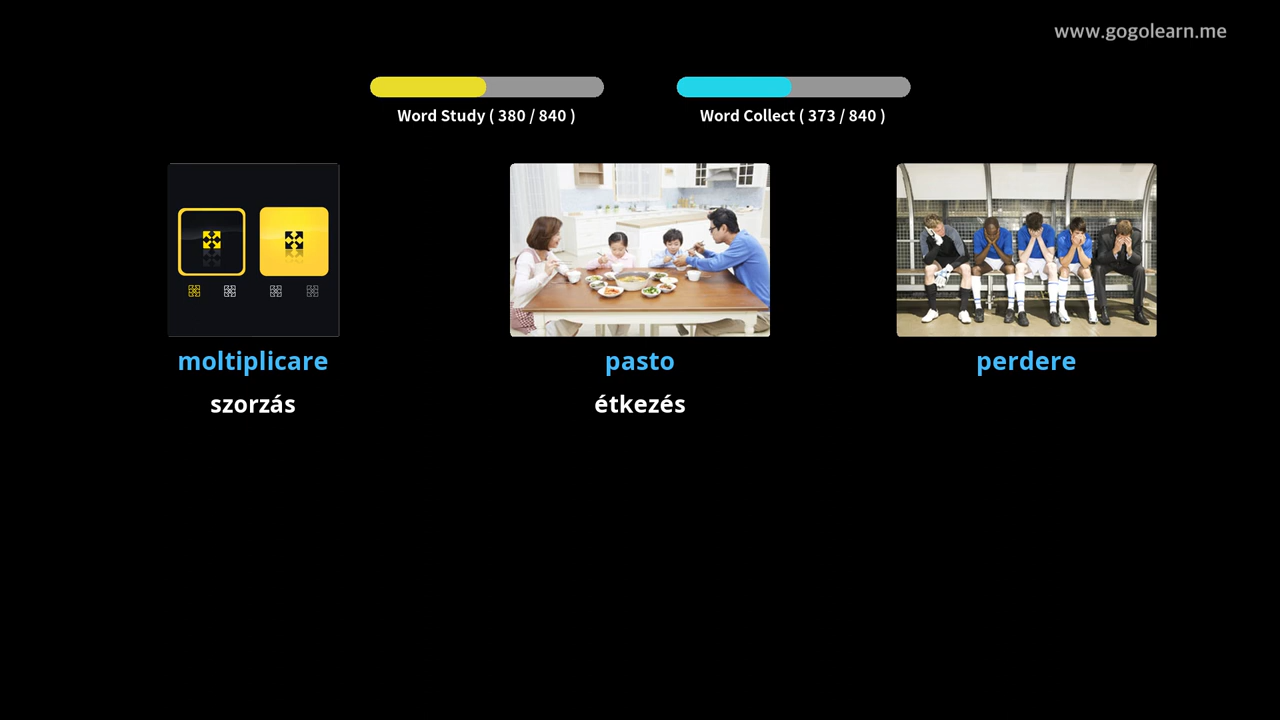 www.gogolearn.me
Word Study ( 380 / 840 )
Word Collect ( 373 / 840 )
moltiplicare
pasto
perdere
szorzás
étkezés